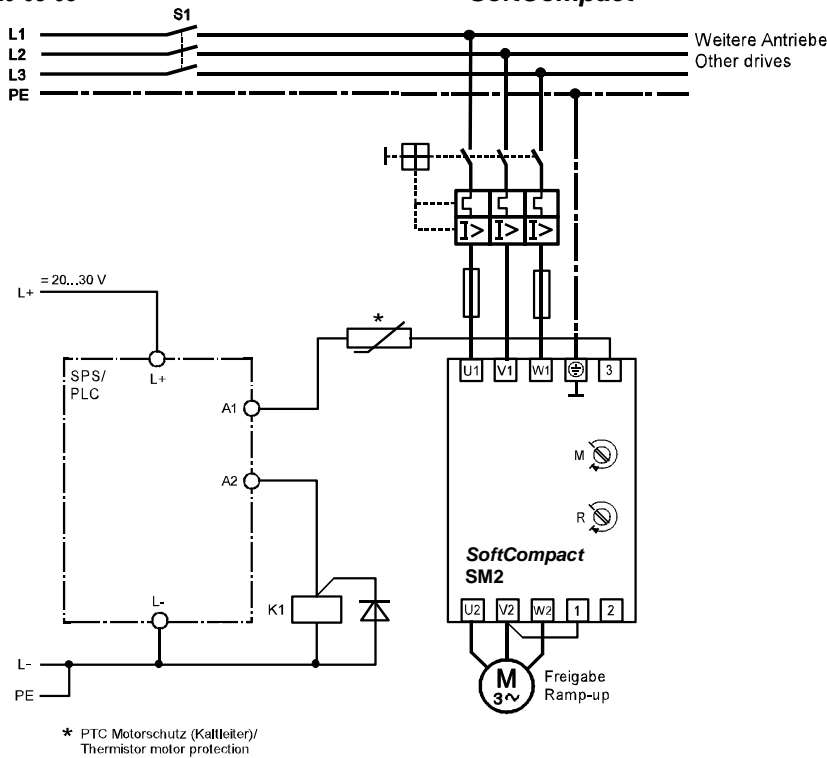 SoftCompact
S1
L1
L2
L3
PE
Weitere Antriebe
Other drives
I> I> I>
= 20...30 V
L+
*
SPS/
PLC
L+
A1
A2
L-
K1
L-
PE
U1 V1 W1 3
M
R
SoftCompact
SM2
U2 V2 W2 1 2
M
3~
Freigabe
Ramp-up
* PTC Motorschutz (Kaltleiter)/
Thermistor motor protection